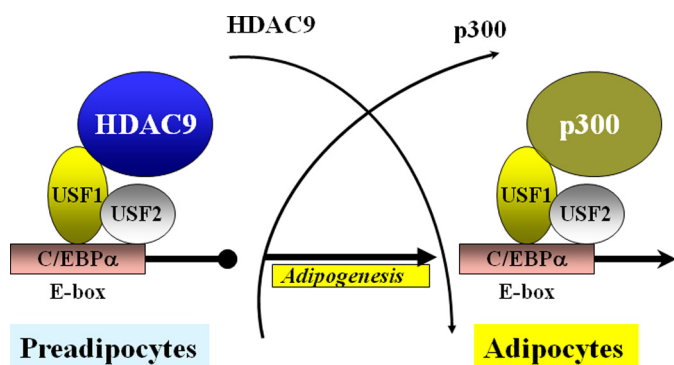 HDAC9
p300
HDAC9
USF1
USF2
C/EBPα
E-box
Preadipocytes
Adipogenesis
p300
USF1
USF2
C/EBPα
E-box
Adipocytes